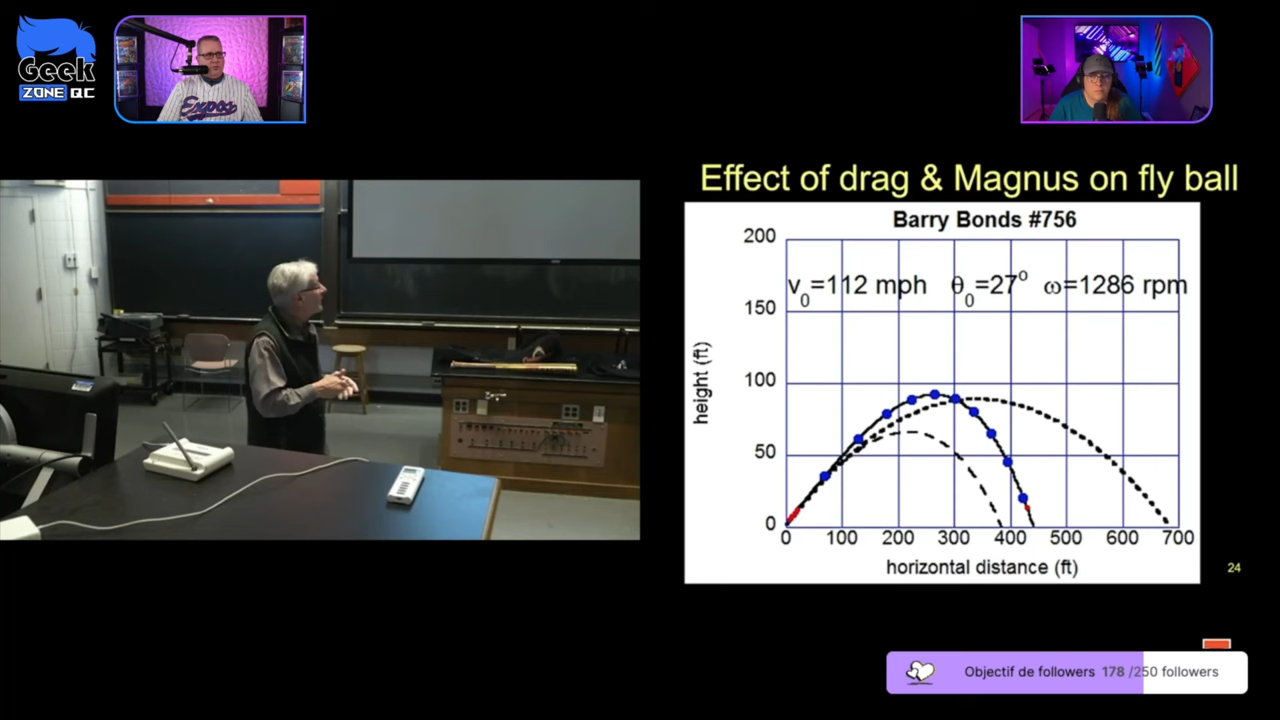 Geek
ZONE QC
Expos
Effect of drag & Magnus on fly ball
Barry Bonds #756
v0=112 mph θ0=27° ω=1286 rpm
200
150
100
50
0
height (ft)
0 100 200 300 400 500 600 700
horizontal distance (ft)
24
Objectif de followers 178 /250 followers